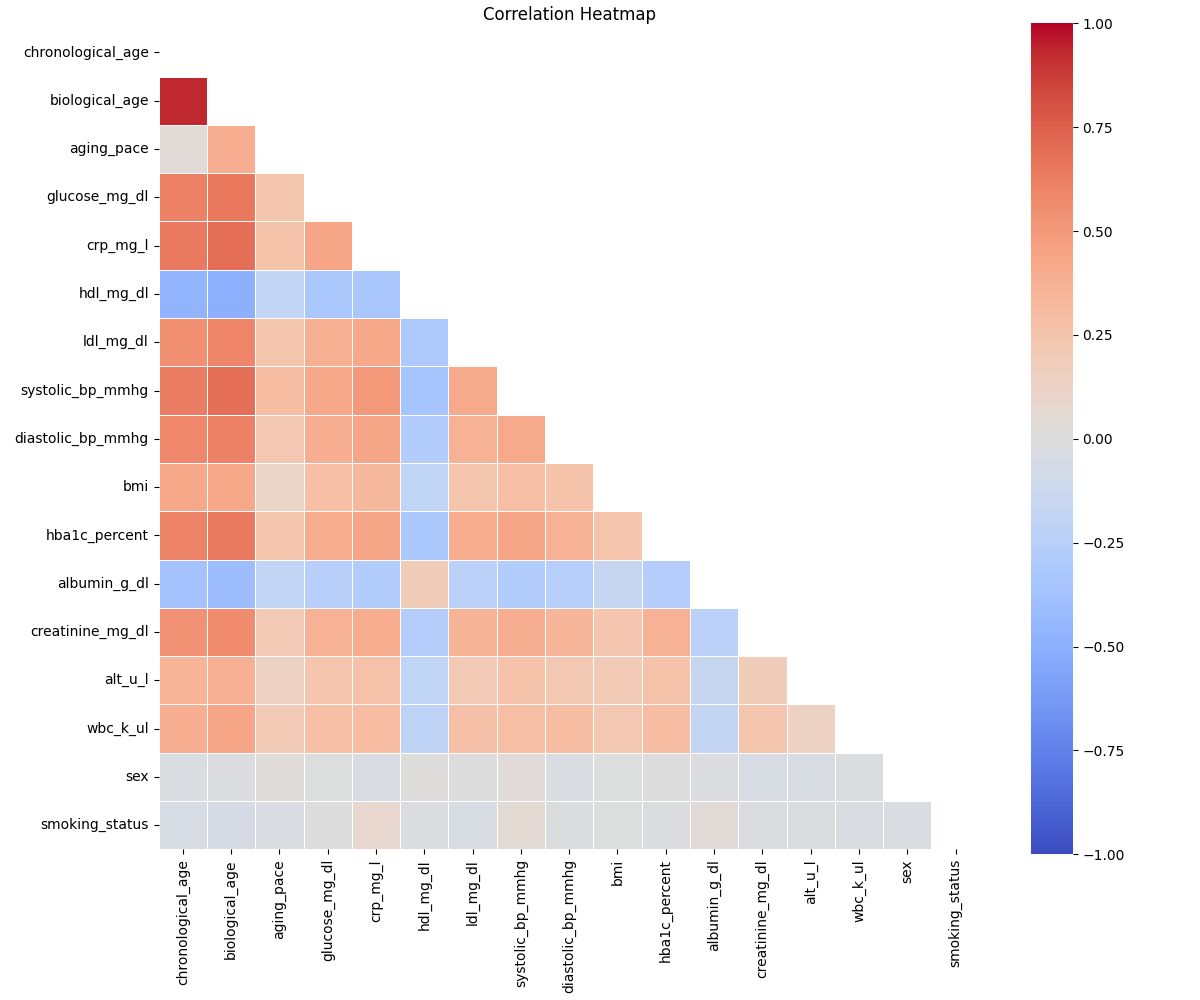 Correlation Heatmap
chronological_age
biological_age
aging_pace
glucose_mg_dl
crp_mg_l
hdl_mg_dl
ldl_mg_dl
systolic_bp_mmhg
diastolic_bp_mmhg
bmi
hba1c_percent
albumin_g_dl
creatinine_mg_dl
alt_u_l
wbc_k_ul
sex
smoking_status
chronological_age
biological_age
aging_pace
glucose_mg_dl
crp_mg_l
hdl_mg_dl
ldl_mg_dl
systolic_bp_mmhg
diastolic_bp_mmhg
bmi
hba1c_percent
albumin_g_dl
creatinine_mg_dl
alt_u_l
wbc_k_ul
sex
smoking_status
1.00
0.75
0.50
0.25
0.00
−0.25
−0.50
−0.75
−1.00